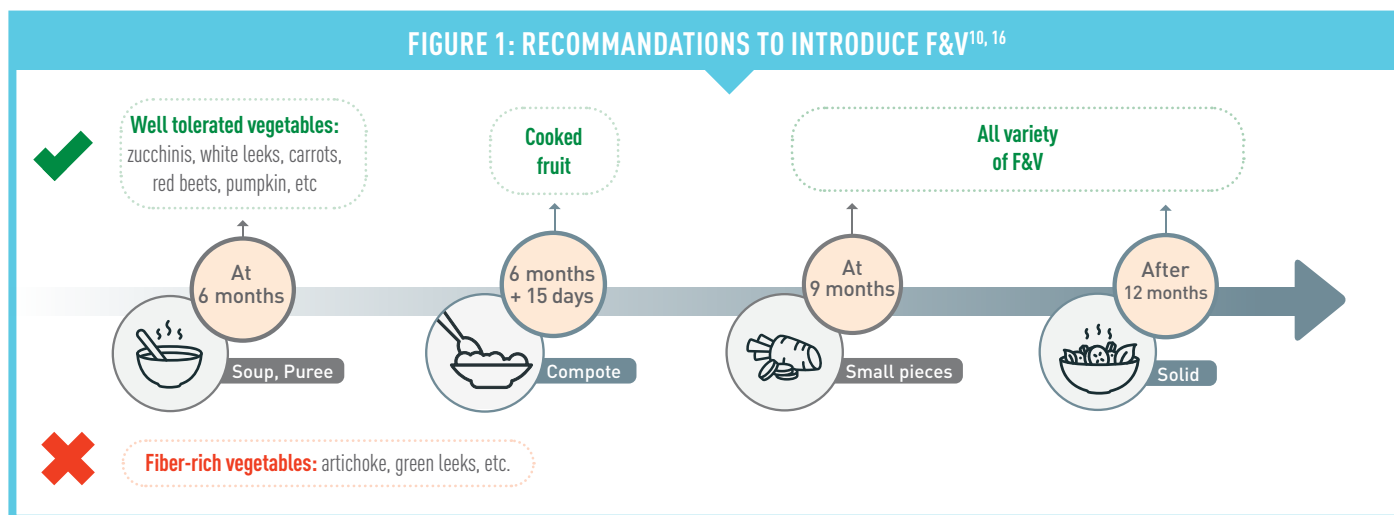 FIGURE 1: RECOMMANDATIONS TO INTRODUCE F&V10, 16
Well tolerated vegetables:
zucchinis, white leeks, carrots,
red beets, pumpkin, etc
Cooked
fruit
All variety
of F&V
At
6 months
6 months
+ 15 days
At
9 months
After
12 months
Soup, Puree
Compote
Small pieces
Solid
Fiber-rich vegetables: artichoke, green leeks, etc.